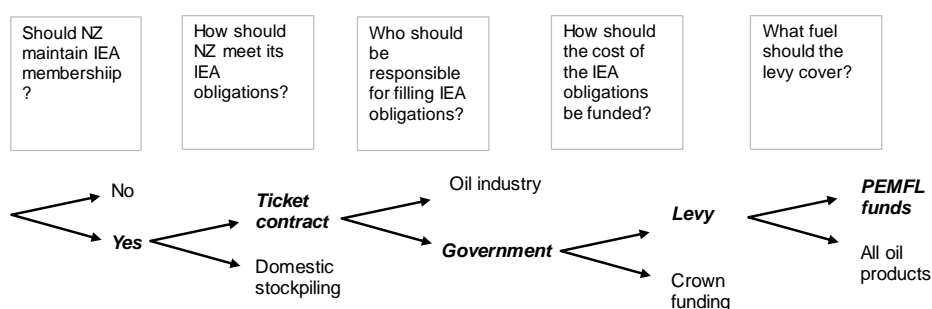 Should NZ
maintain IEA
membershiip
?
How should
NZ meet its
IEA
obligations?
Who should
be
responsible
for filling IEA
obligations?
How should
the cost of
the IEA
obligations
be funded?
What fuel
should the
levy cover?
No
Yes
Ticket
contract
Domestic
stockpiling
Oil industry
Government
Levy
Crown
funding
PEMFL
funds
All oil
products